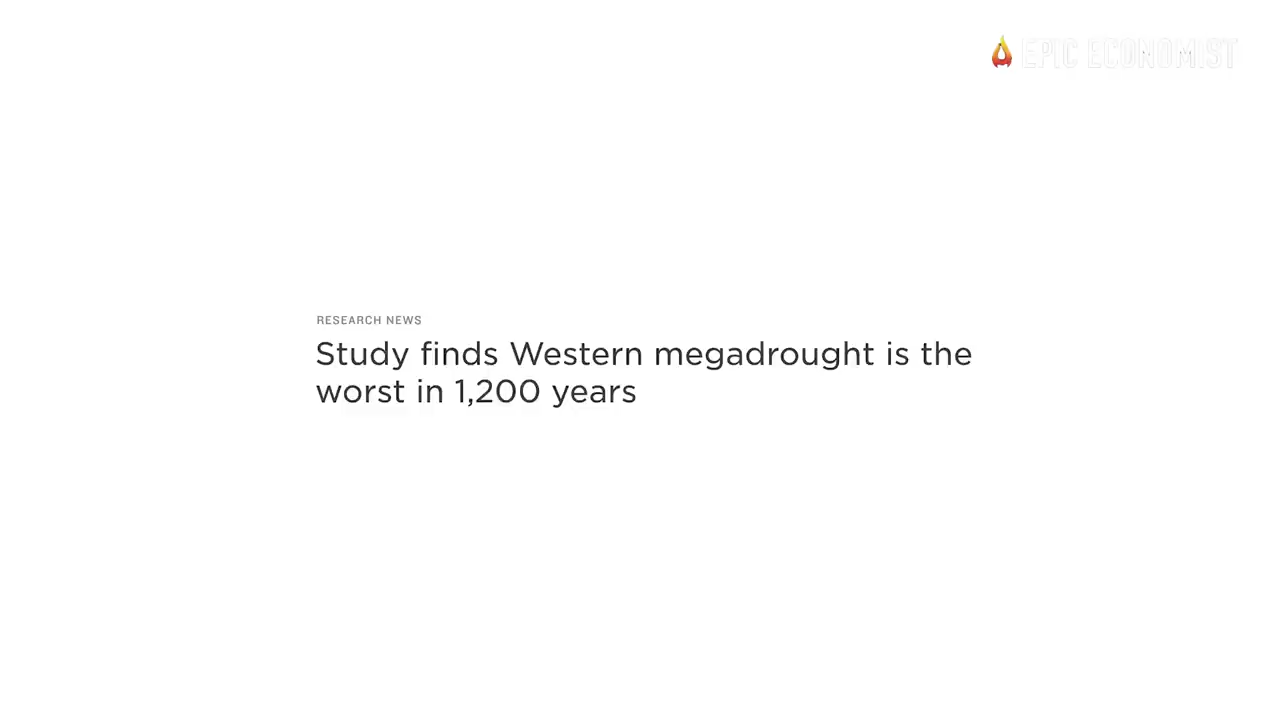 EPIC ECONOMIST
RESEARCH NEWS
Study finds Western megadrought is the
worst in 1,200 years